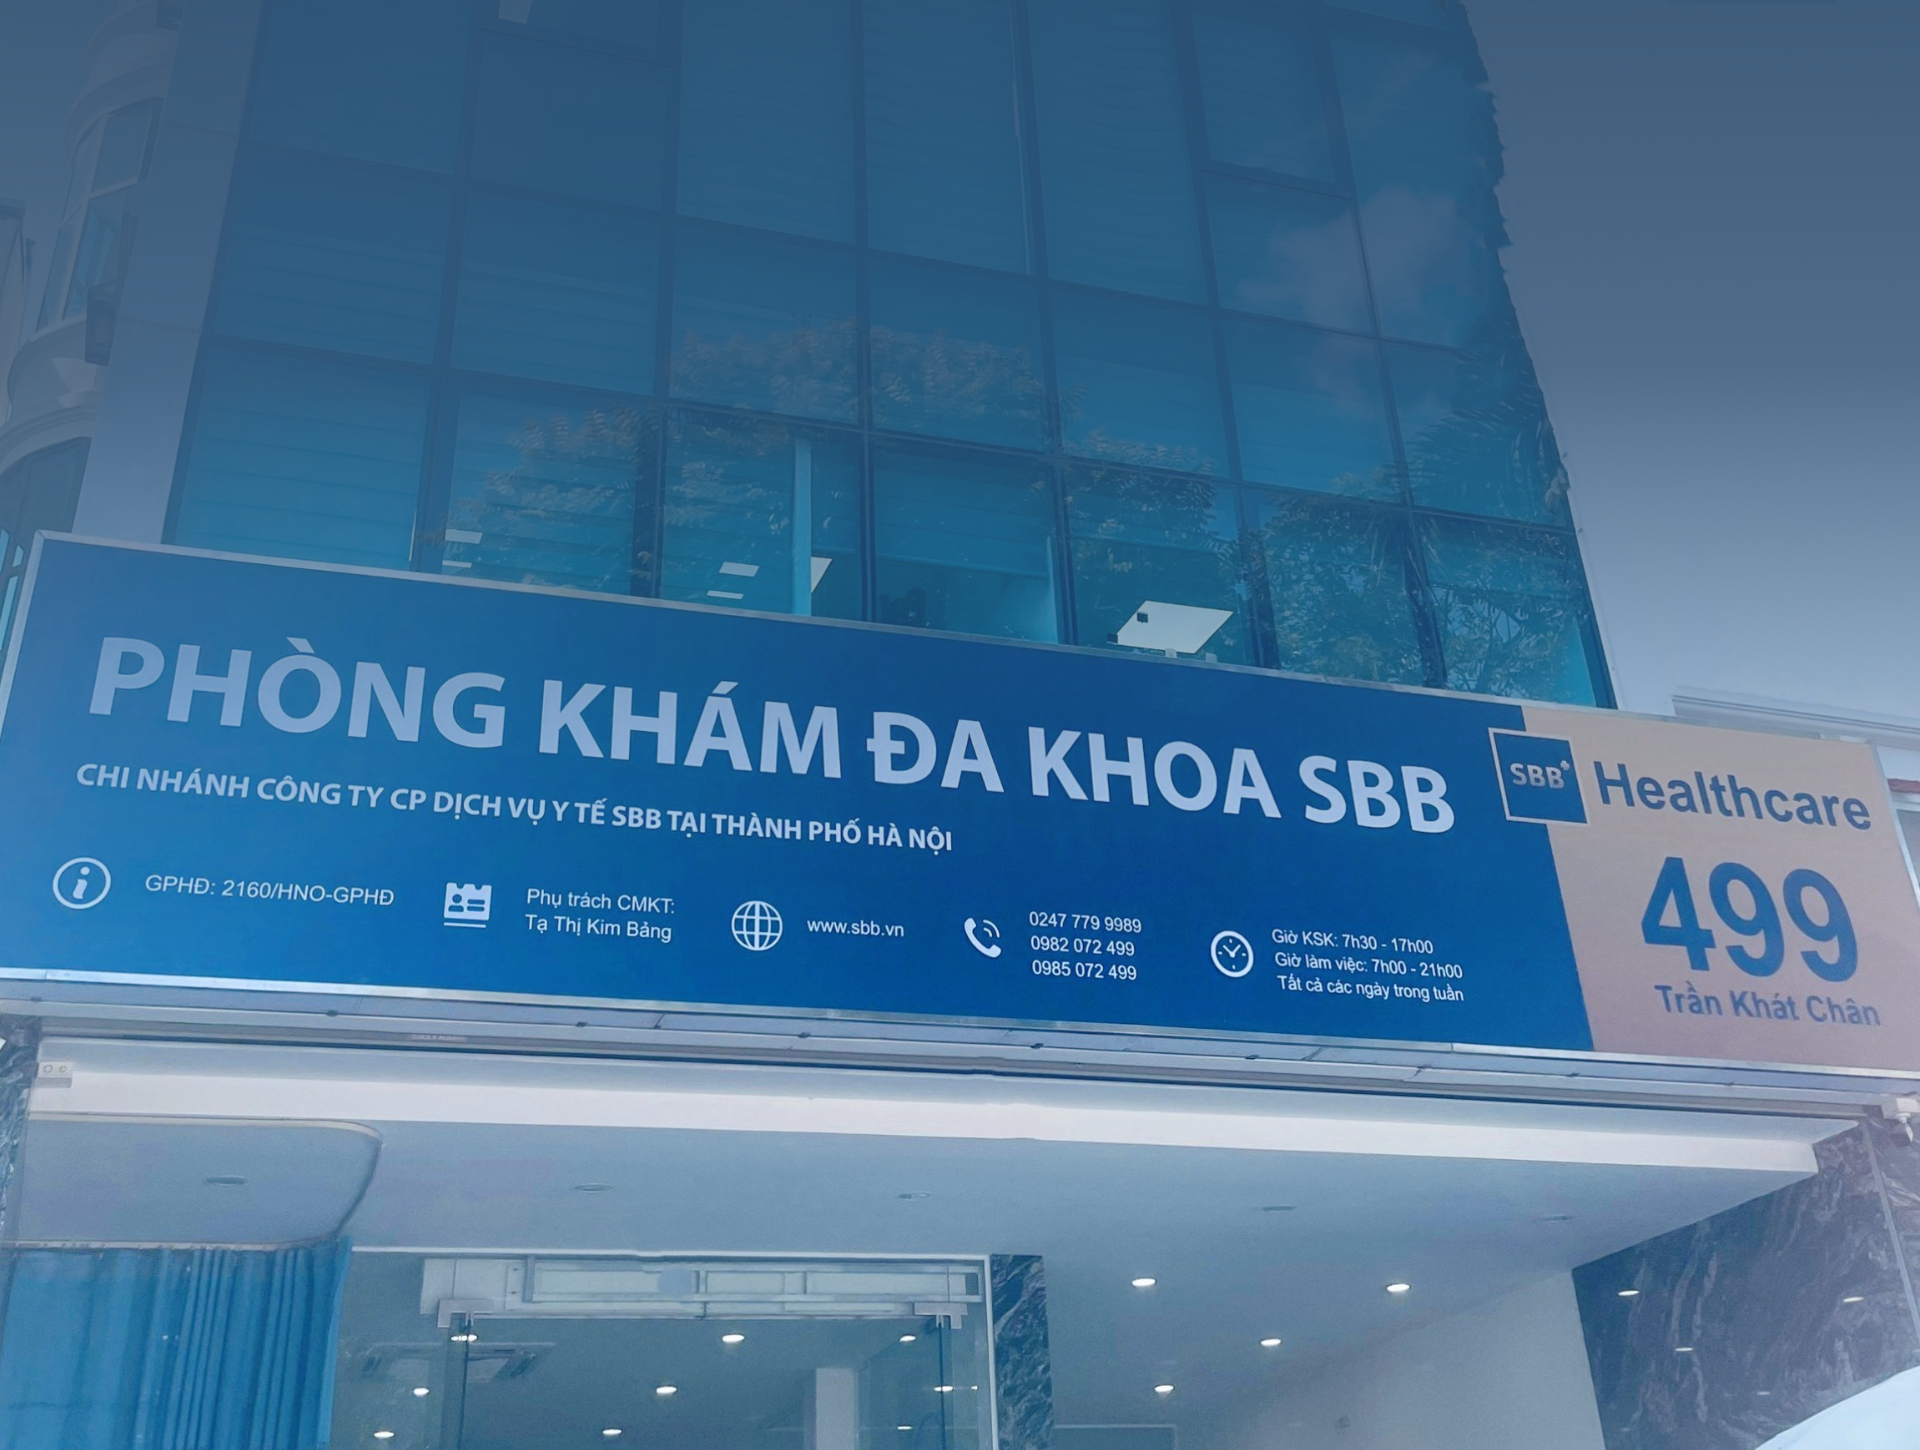 PHÒNG KHÁM ĐA KHOA SBB
CHI NHÁNH CÔNG TY CP DỊCH VỤ Y TẾ SBB TẠI THÀNH PHỐ HÀ NỘI
GPHĐ: 2160/HNO-GPHĐ
Phụ trách CMKT:
Tạ Thị Kim Bảng
www.sbb.vn
0247 779 9989
0982 072 499
0985 072 499
Giờ KSK: 7h30 - 17h00
Giờ làm việc: 7h00 - 21h00
Tất cả các ngày trong tuần
SBB
Healthcare
499
Trần Khát Chân